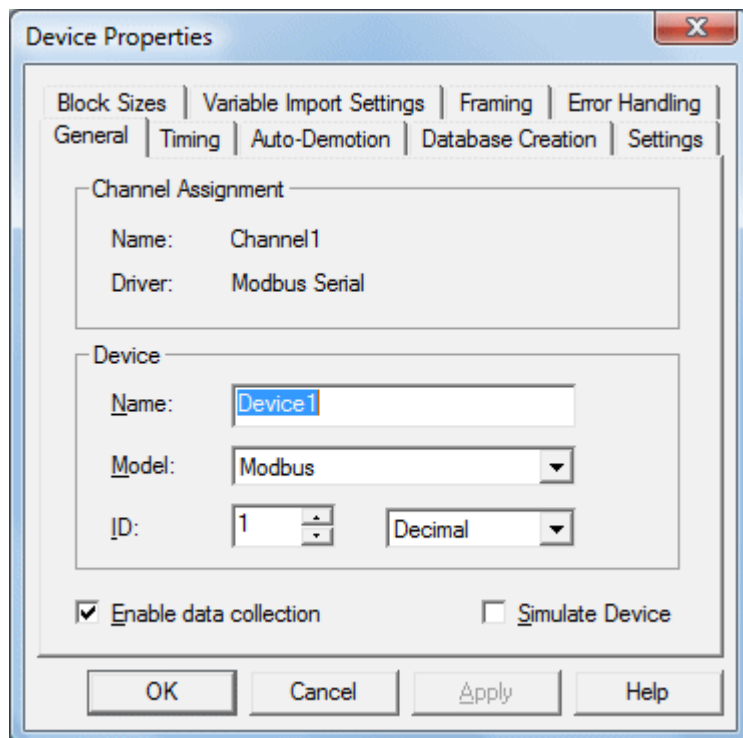 Device Properties
Block Sizes Variable Import Settings Framing Error Handling
General Timing Auto-Demotion Database Creation Settings
Channel Assignment
Name: Channel1
Driver: Modbus Serial
Device
Name: Device1
Model: Modbus
ID: 1 Decimal
Enable data collection Simulate Device
OK Cancel Apply Help